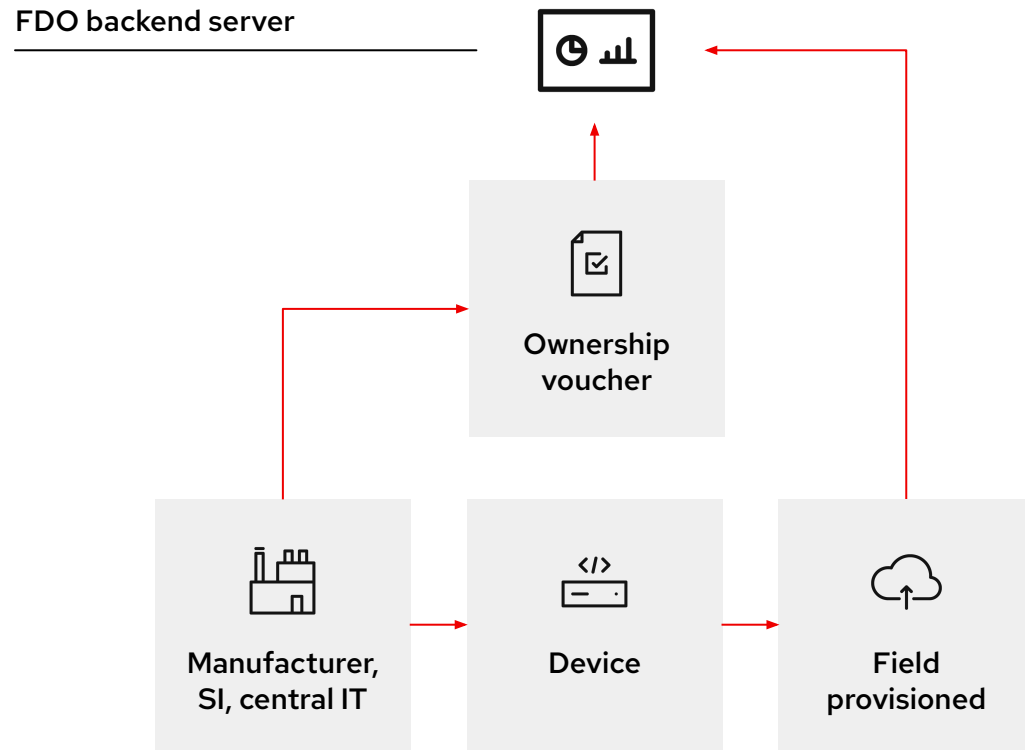 FDO backend server
Ownership
voucher
Manufacturer,
SI, central IT
</>
Device
Field
provisioned